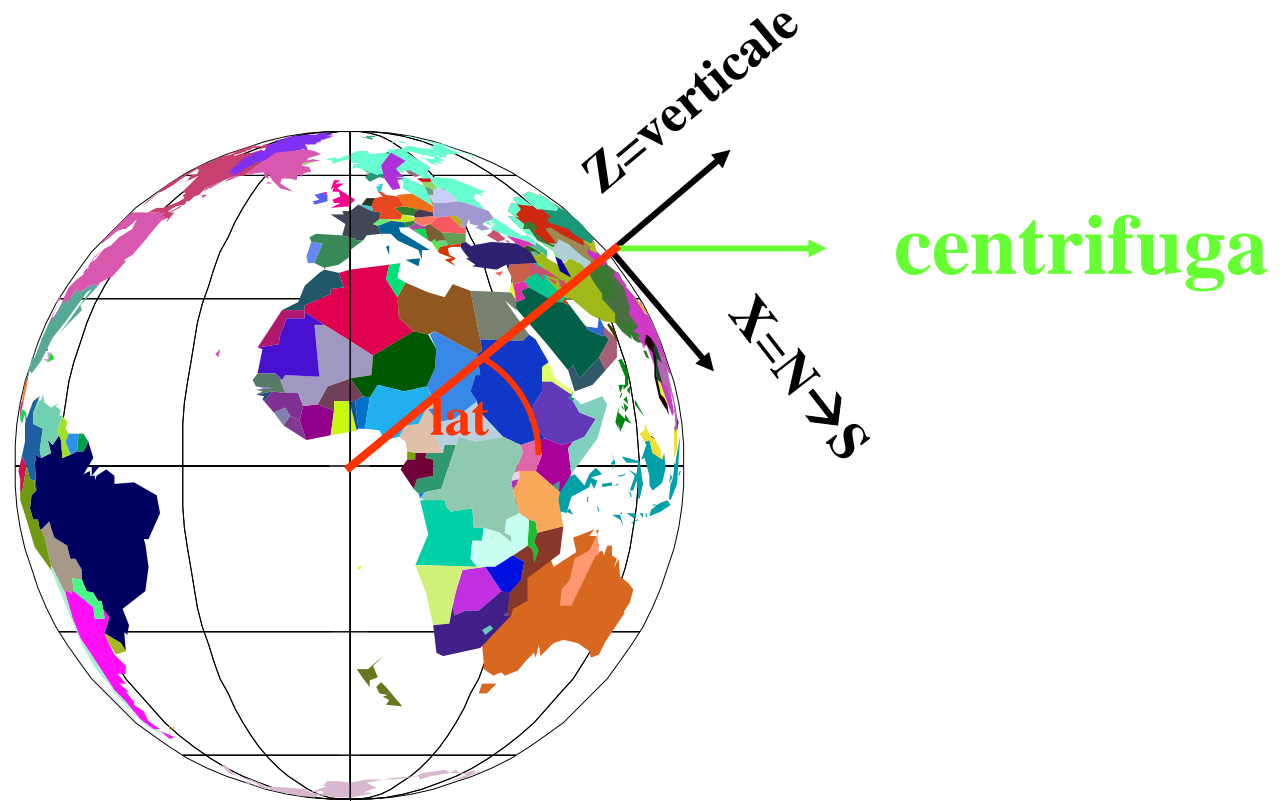 Z=verticale
centrifuga
X=N→S
lat